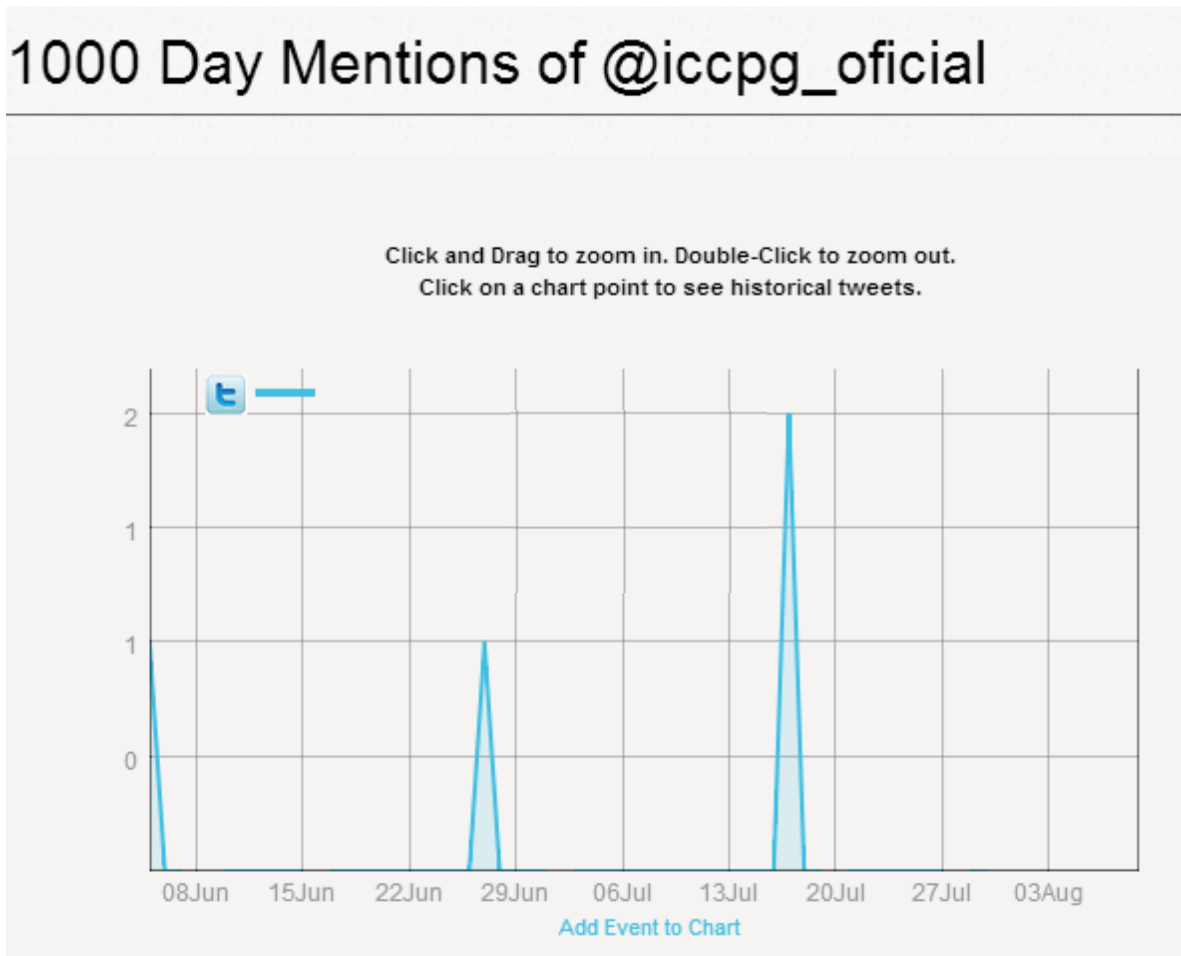 1000 Day Mentions of @iccpg_oficial
Click and Drag to zoom in. Double-Click to zoom out.
Click on a chart point to see historical tweets.
2
1
1
0
08Jun 15Jun 22Jun 29Jun 06Jul 13Jul 20Jul 27Jul 03Aug
Add Event to Chart